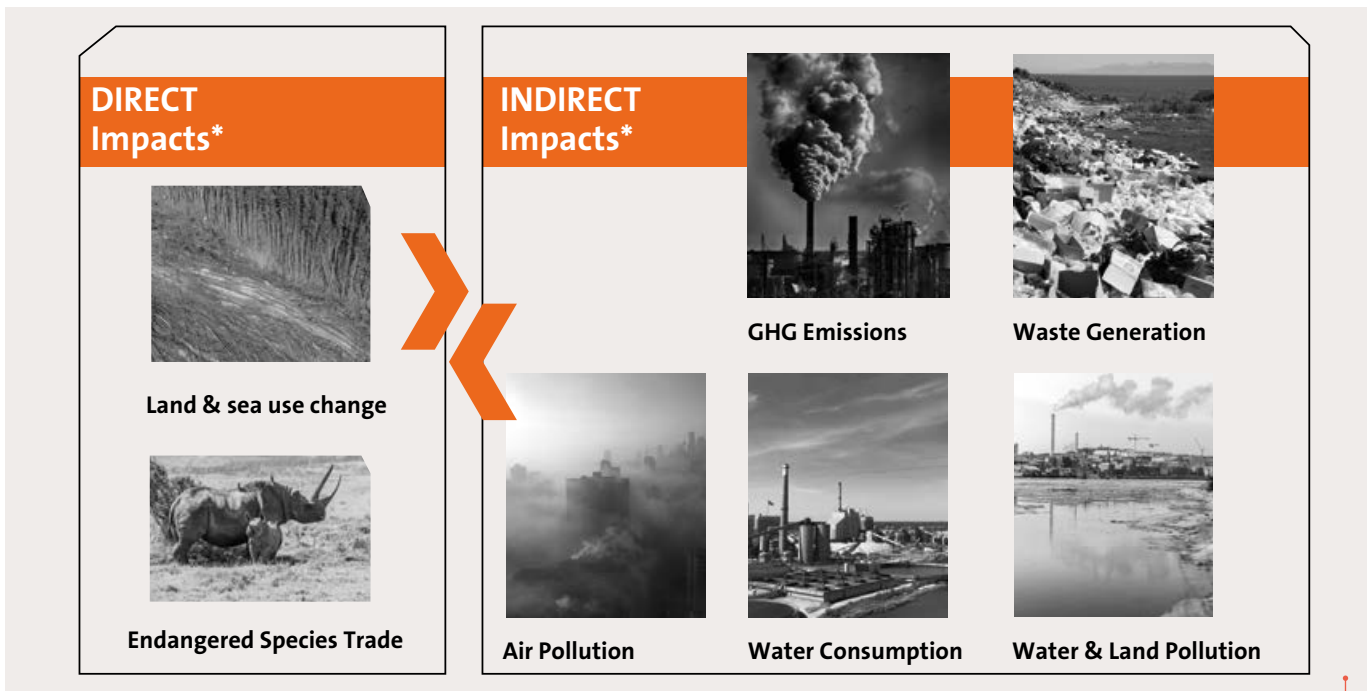 DIRECT
Impacts*
Land & sea use change
Endangered Species Trade
INDIRECT
Impacts*
GHG Emissions
Waste Generation
Air Pollution
Water Consumption
Water & Land Pollution